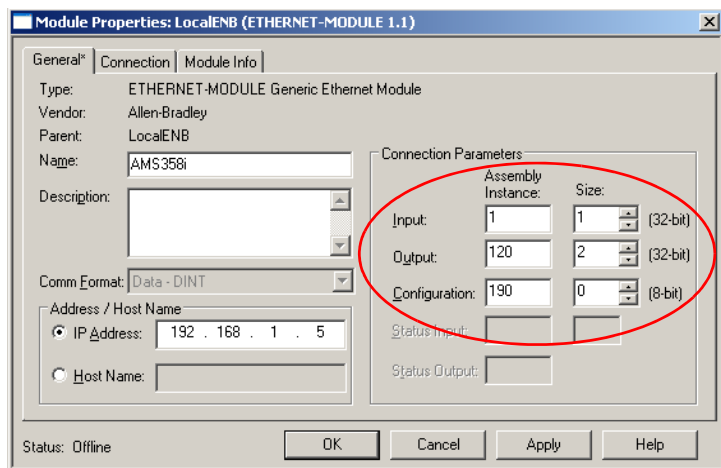 Module Properties: LocalENB (ETHERNET-MODULE 1.1)
General* Connection Module Info
Type: ETHERNET-MODULE Generic Ethernet Module
Vendor: Allen-Bradley
Parent: LocalENB
Name: AMS358i
Description:
Comm Format: Data - DINT
Address / Host Name
IP Address: 192 . 168 . 1 . 5
Host Name:
Connection Parameters
Assembly
Instance: Size:
Input: 1 1 (32-bit)
Output: 120 2 (32-bit)
Configuration: 190 0 (8-bit)
Status Input:
Status Output:
Status: Offline
OK Cancel Apply Help